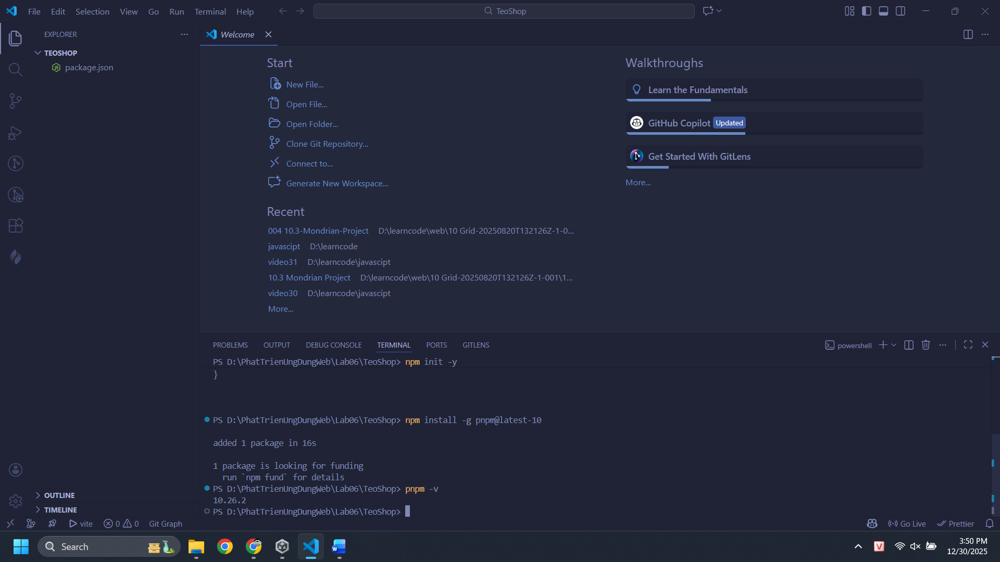 File Edit Selection View Go Run Terminal Help
TeoShop
EXPLORER
TEOSHOP
package.json
Welcome
Start
New File...
Open File...
Open Folder...
Clone Git Repository...
Connect to...
Generate New Workspace...
Recent
004 10.3-Mondrian-Project D:\learncode\web\10 Grid-20250820T132126Z-1-0...
javascipt D:\learncode
video31 D:\learncode\javascipt
10.3 Mondrian Project D:\learncode\web\10 Grid-20250820T132126Z-1-001\1...
video30 D:\learncode\javascipt
More...
Walkthroughs
Learn the Fundamentals
GitHub Copilot Updated
Get Started With GitLens
More...
PROBLEMS OUTPUT DEBUG CONSOLE TERMINAL PORTS GITLENS
powershell
PS D:\PhatTrienUngDungWeb\Lab06\TeoShop> npm init -y
}
PS D:\PhatTrienUngDungWeb\Lab06\TeoShop> npm install -g pnpm@latest-10
added 1 package in 16s
1 package is looking for funding
run `npm fund` for details
PS D:\PhatTrienUngDungWeb\Lab06\TeoShop> pnpm -v
10.26.2
PS D:\PhatTrienUngDungWeb\Lab06\TeoShop>
OUTLINE
TIMELINE
vite 0 0 Git Graph
Go Live Prettier
Search
3:50 PM
12/30/2025